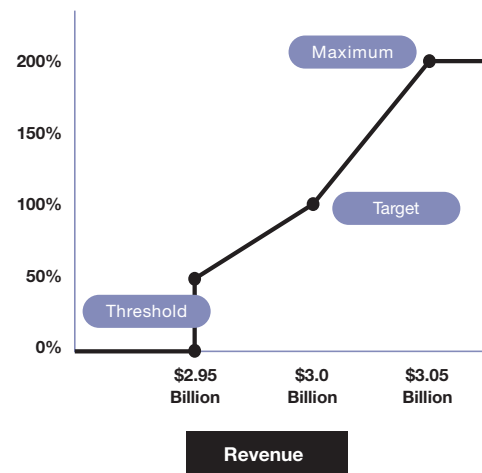 200%
Maximum
150%
100%
Target
50%
Threshold
0%
$2.95
Billion
$3.0
Billion
$3.05
Billion
Revenue